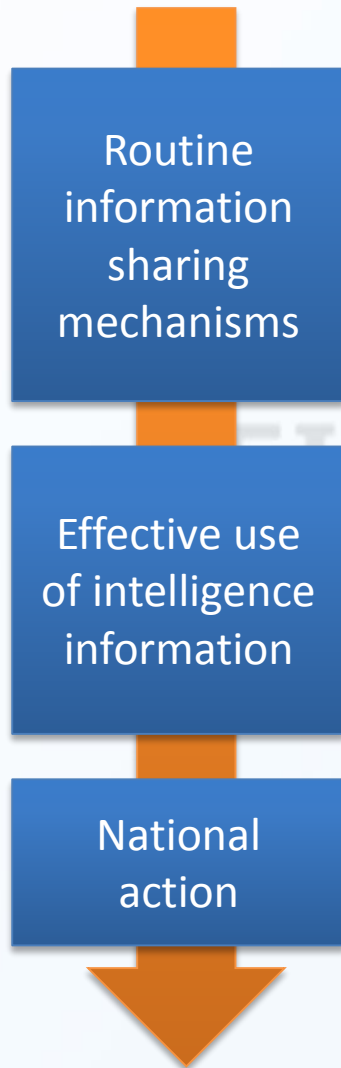 Routine
information
sharing
mechanisms
Effective use
of intelligence
information
National
action